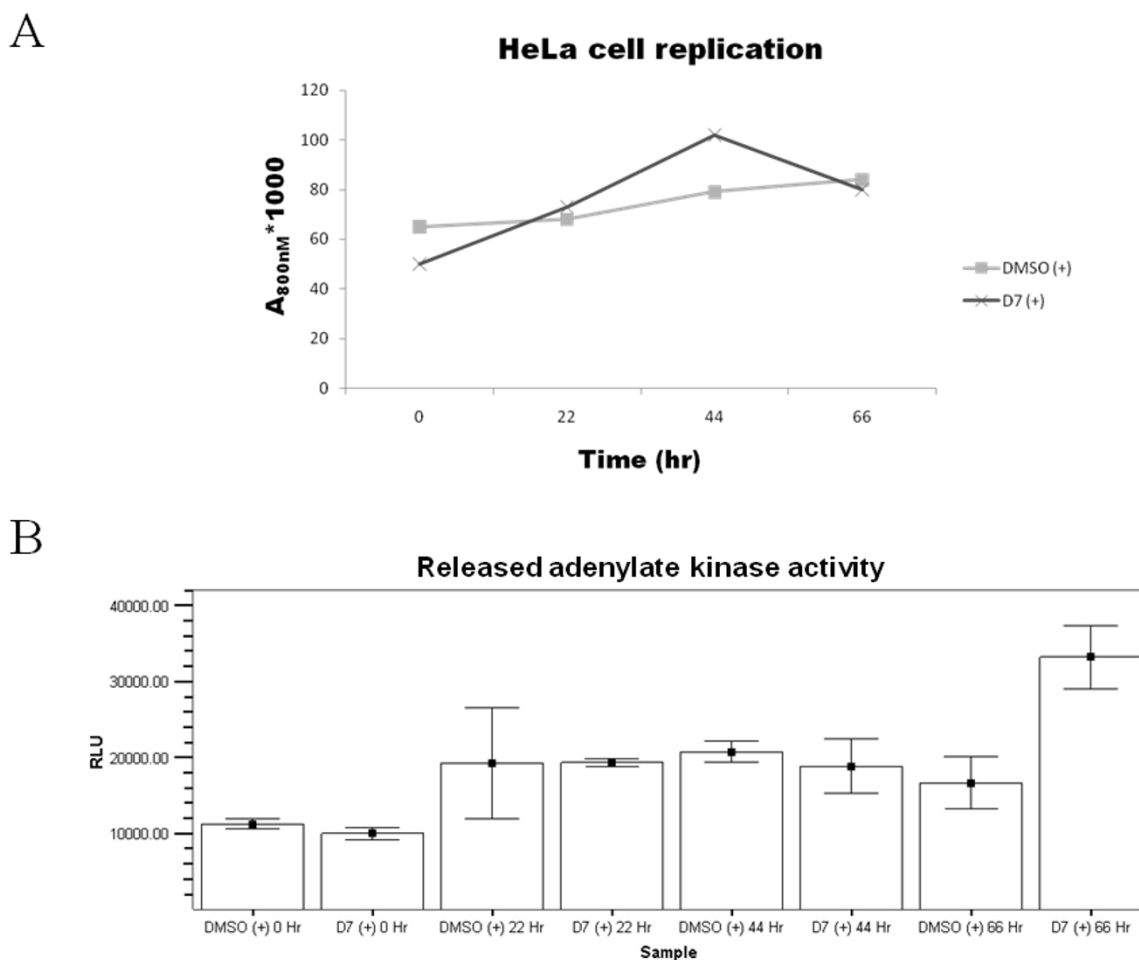 A
HeLa cell replication
120
100
80
60
40
20
0
A800nM*1000
0 22 44 66
Time (hr)
DMSO (+)
D7 (+)
B
Released adenylate kinase activity
40000.00
30000.00
20000.00
10000.00
RLU
DMSO (+) 0 Hr D7 (+) 0 Hr DMSO (+) 22 Hr D7 (+) 22 Hr DMSO (+) 44 Hr D7 (+) 44 Hr DMSO (+) 66 Hr D7 (+) 66 Hr
Sample